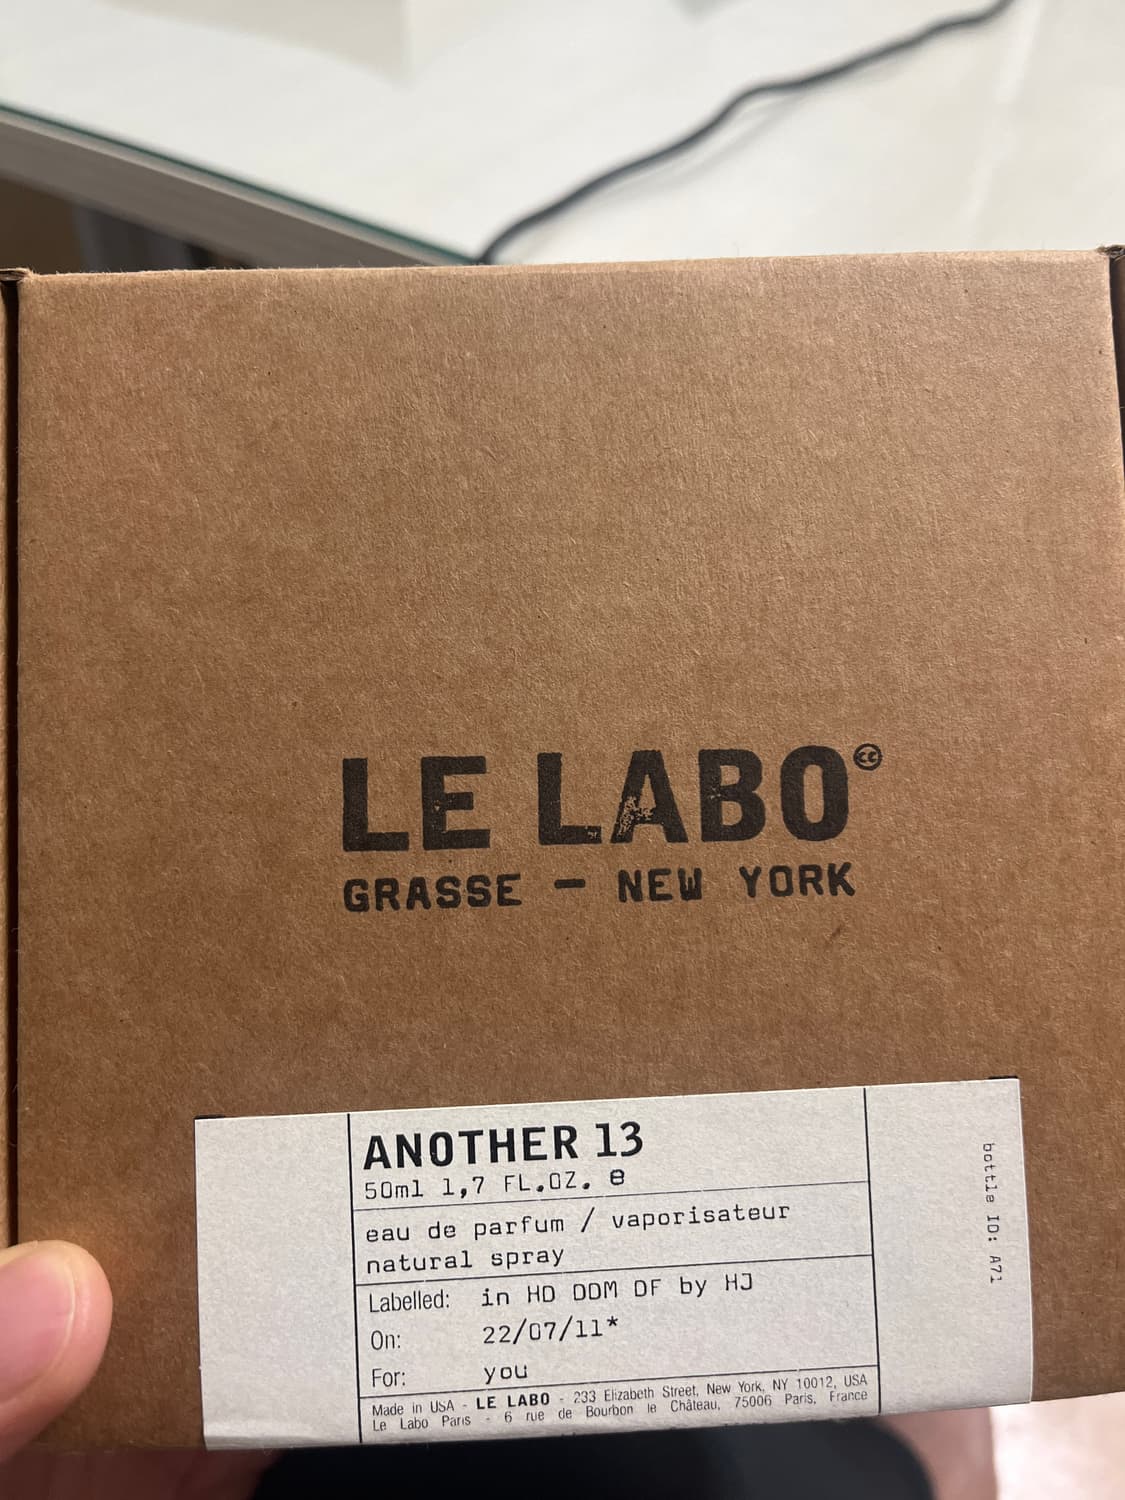 LE LABO
GRASSE — NEW YORK
ANOTHER 13
50ml 1,7 FL.OZ. e
eau de parfum / vaporisateur
natural spray
Labelled: in HD DDM DF by HJ
On: 22/07/11*
For: you
Made in USA - LE LABO - 233 Elizabeth Street, New York, NY 10012, USA
Le Labo Paris - 6 rue de Bourbon le Château, 75006 Paris, France
bottle ID: A71